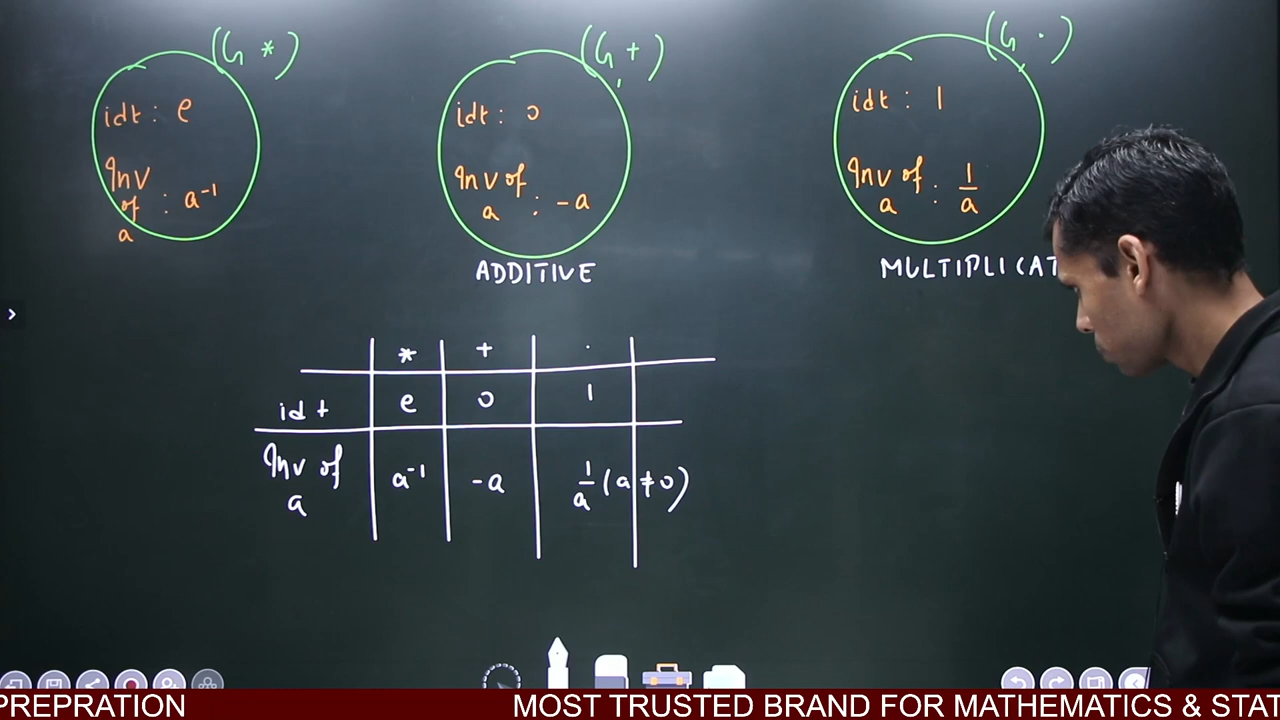 (G *)
idt : e
Inv
of : a⁻¹
a
(G, +)
idt : 0
Inv of
a : -a
ADDITIVE
(G, ·)
idt : 1
Inv of : 1/a
a
MULTIPLICAT
* + ·
idt e 0 1
Inv of a⁻¹ -a 1/a (a ≠ 0)
a
PREPRATION MOST TRUSTED BRAND FOR MATHEMATICS & STAT